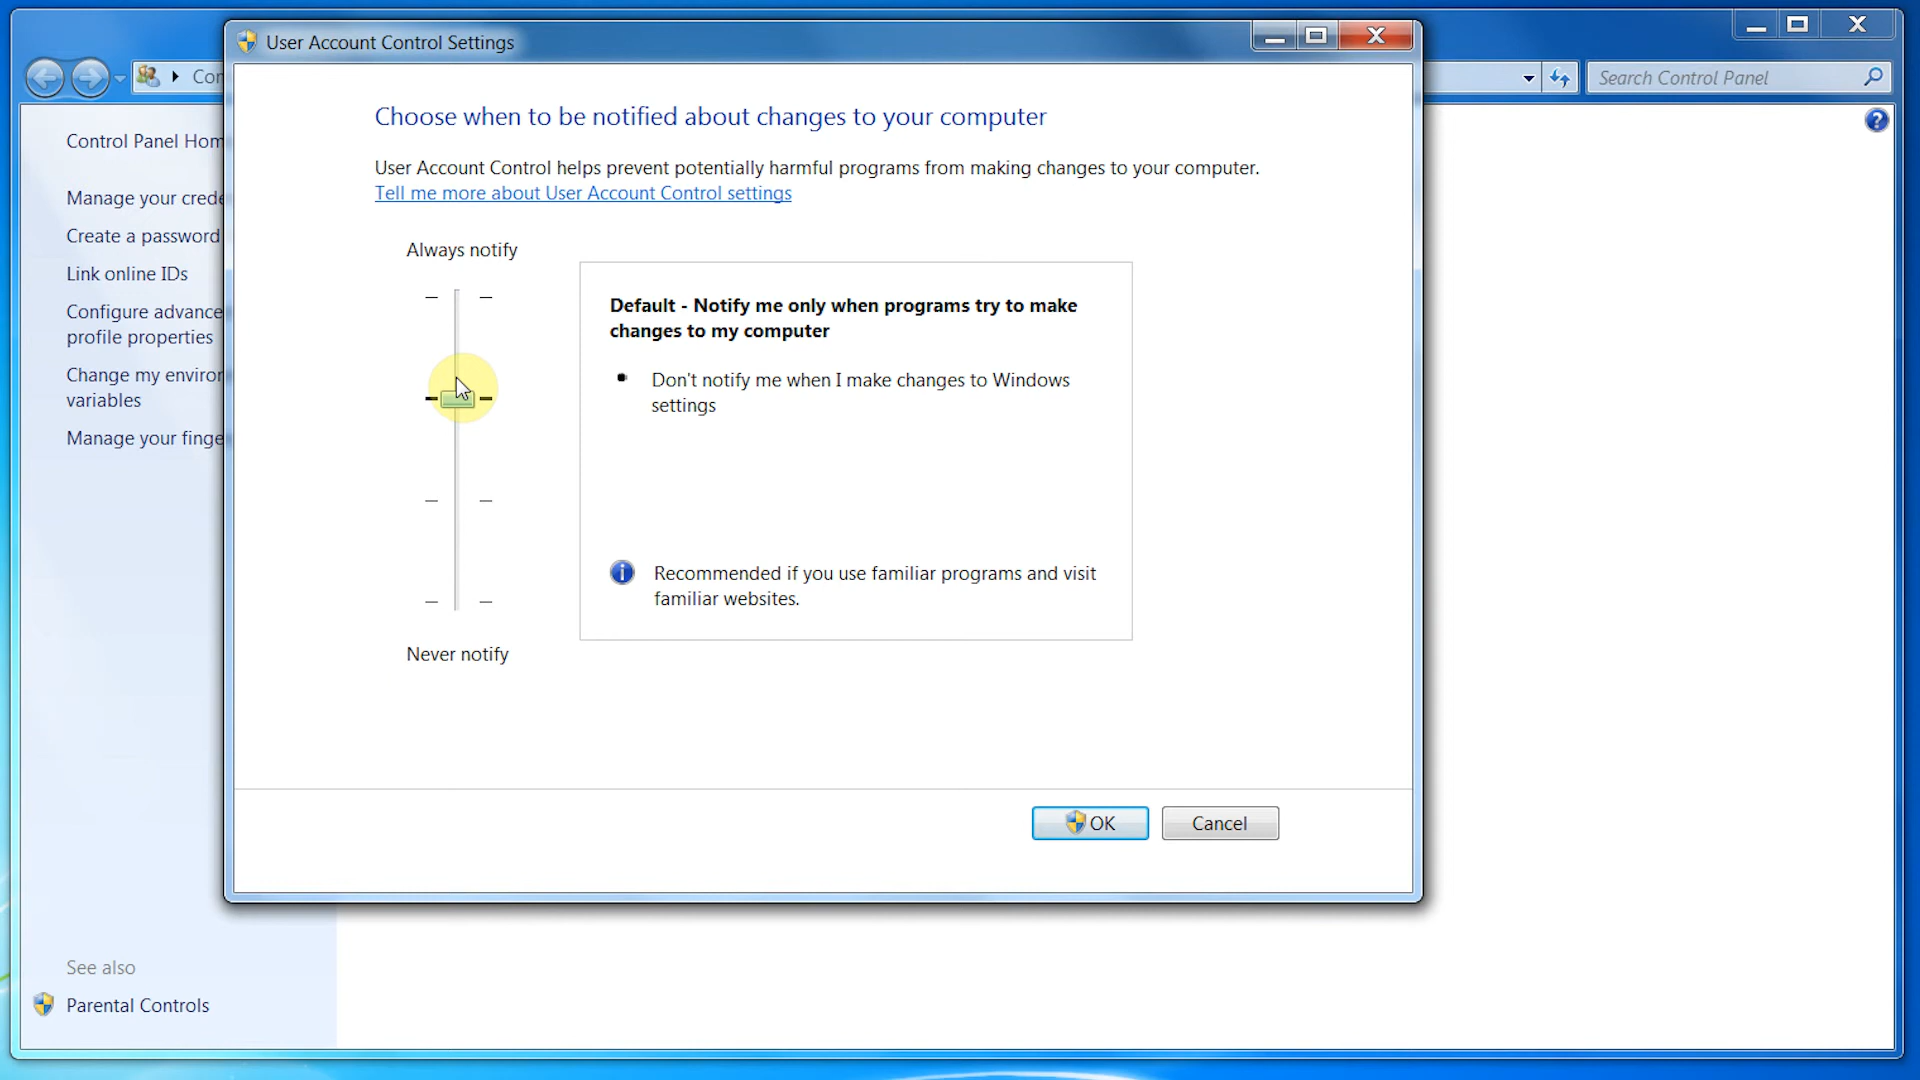 User Account Control Settings
Search Control Panel
Choose when to be notified about changes to your computer
User Account Control helps prevent potentially harmful programs from making changes to your computer.
Tell me more about User Account Control settings
Always notify
Default - Notify me only when programs try to make
changes to my computer
Don't notify me when I make changes to Windows
settings
Recommended if you use familiar programs and visit
familiar websites.
Never notify
OK
Cancel
Control Panel Hom
Manage your crede
Create a password
Link online IDs
Configure advance
profile properties
Change my environ
variables
Manage your finge
See also
Parental Controls